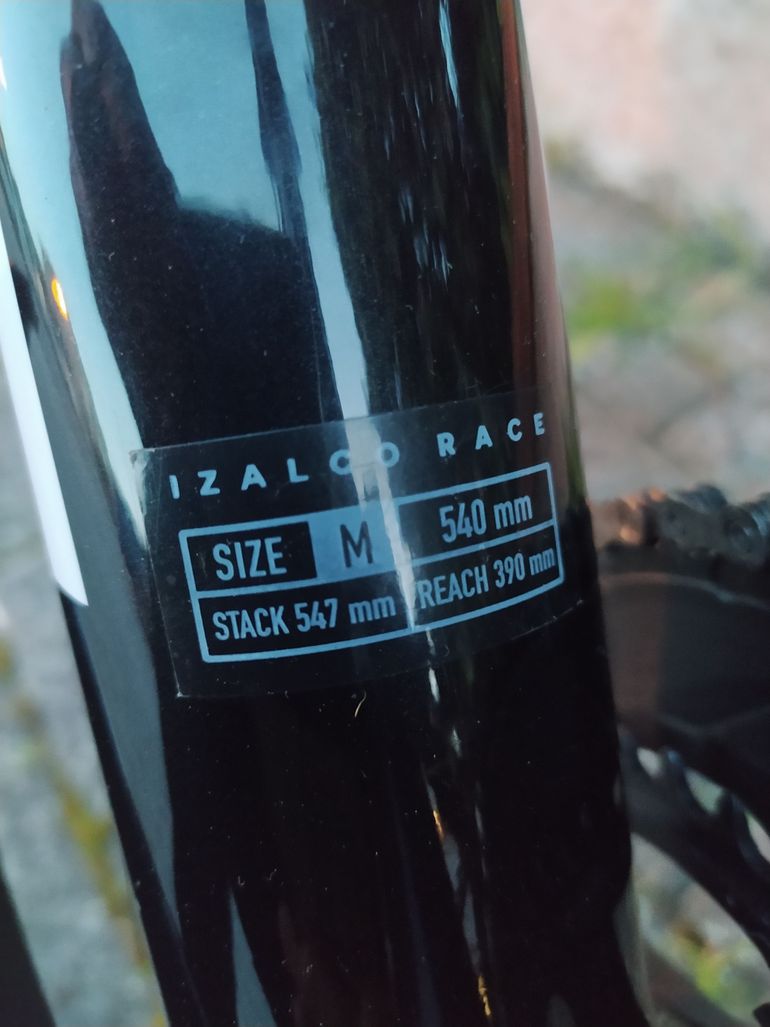 IZALCO RACE
SIZE M 540 mm
STACK 547 mm REACH 390 mm